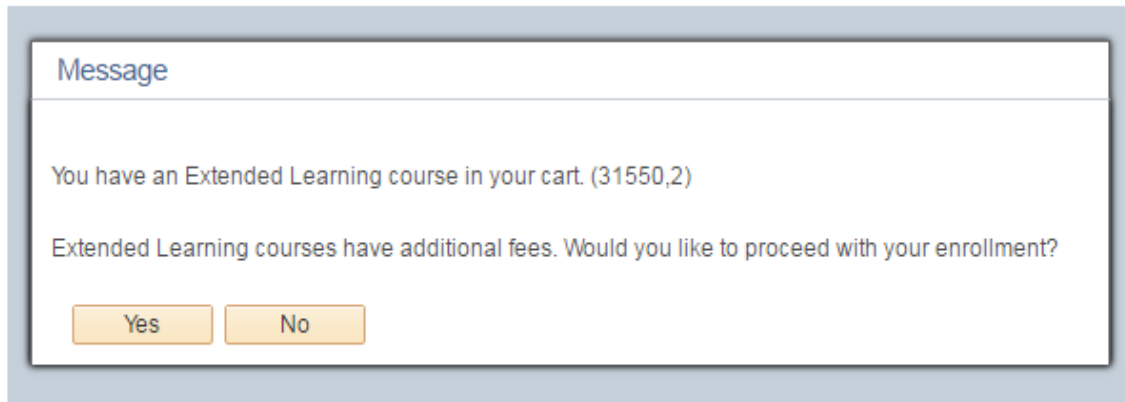 Message
You have an Extended Learning course in your cart. (31550,2)
Extended Learning courses have additional fees. Would you like to proceed with your enrollment?
Yes No